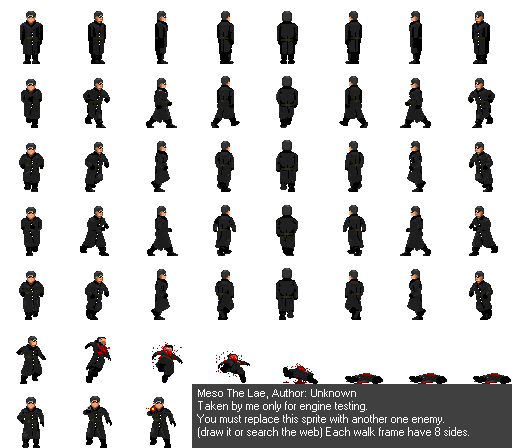 Meso The Lae, Author: Unknown
Taken by me only for engine testing.
You must replace this sprite with another one enemy.
(draw it or search the web) Each walk frame have 8 sides.